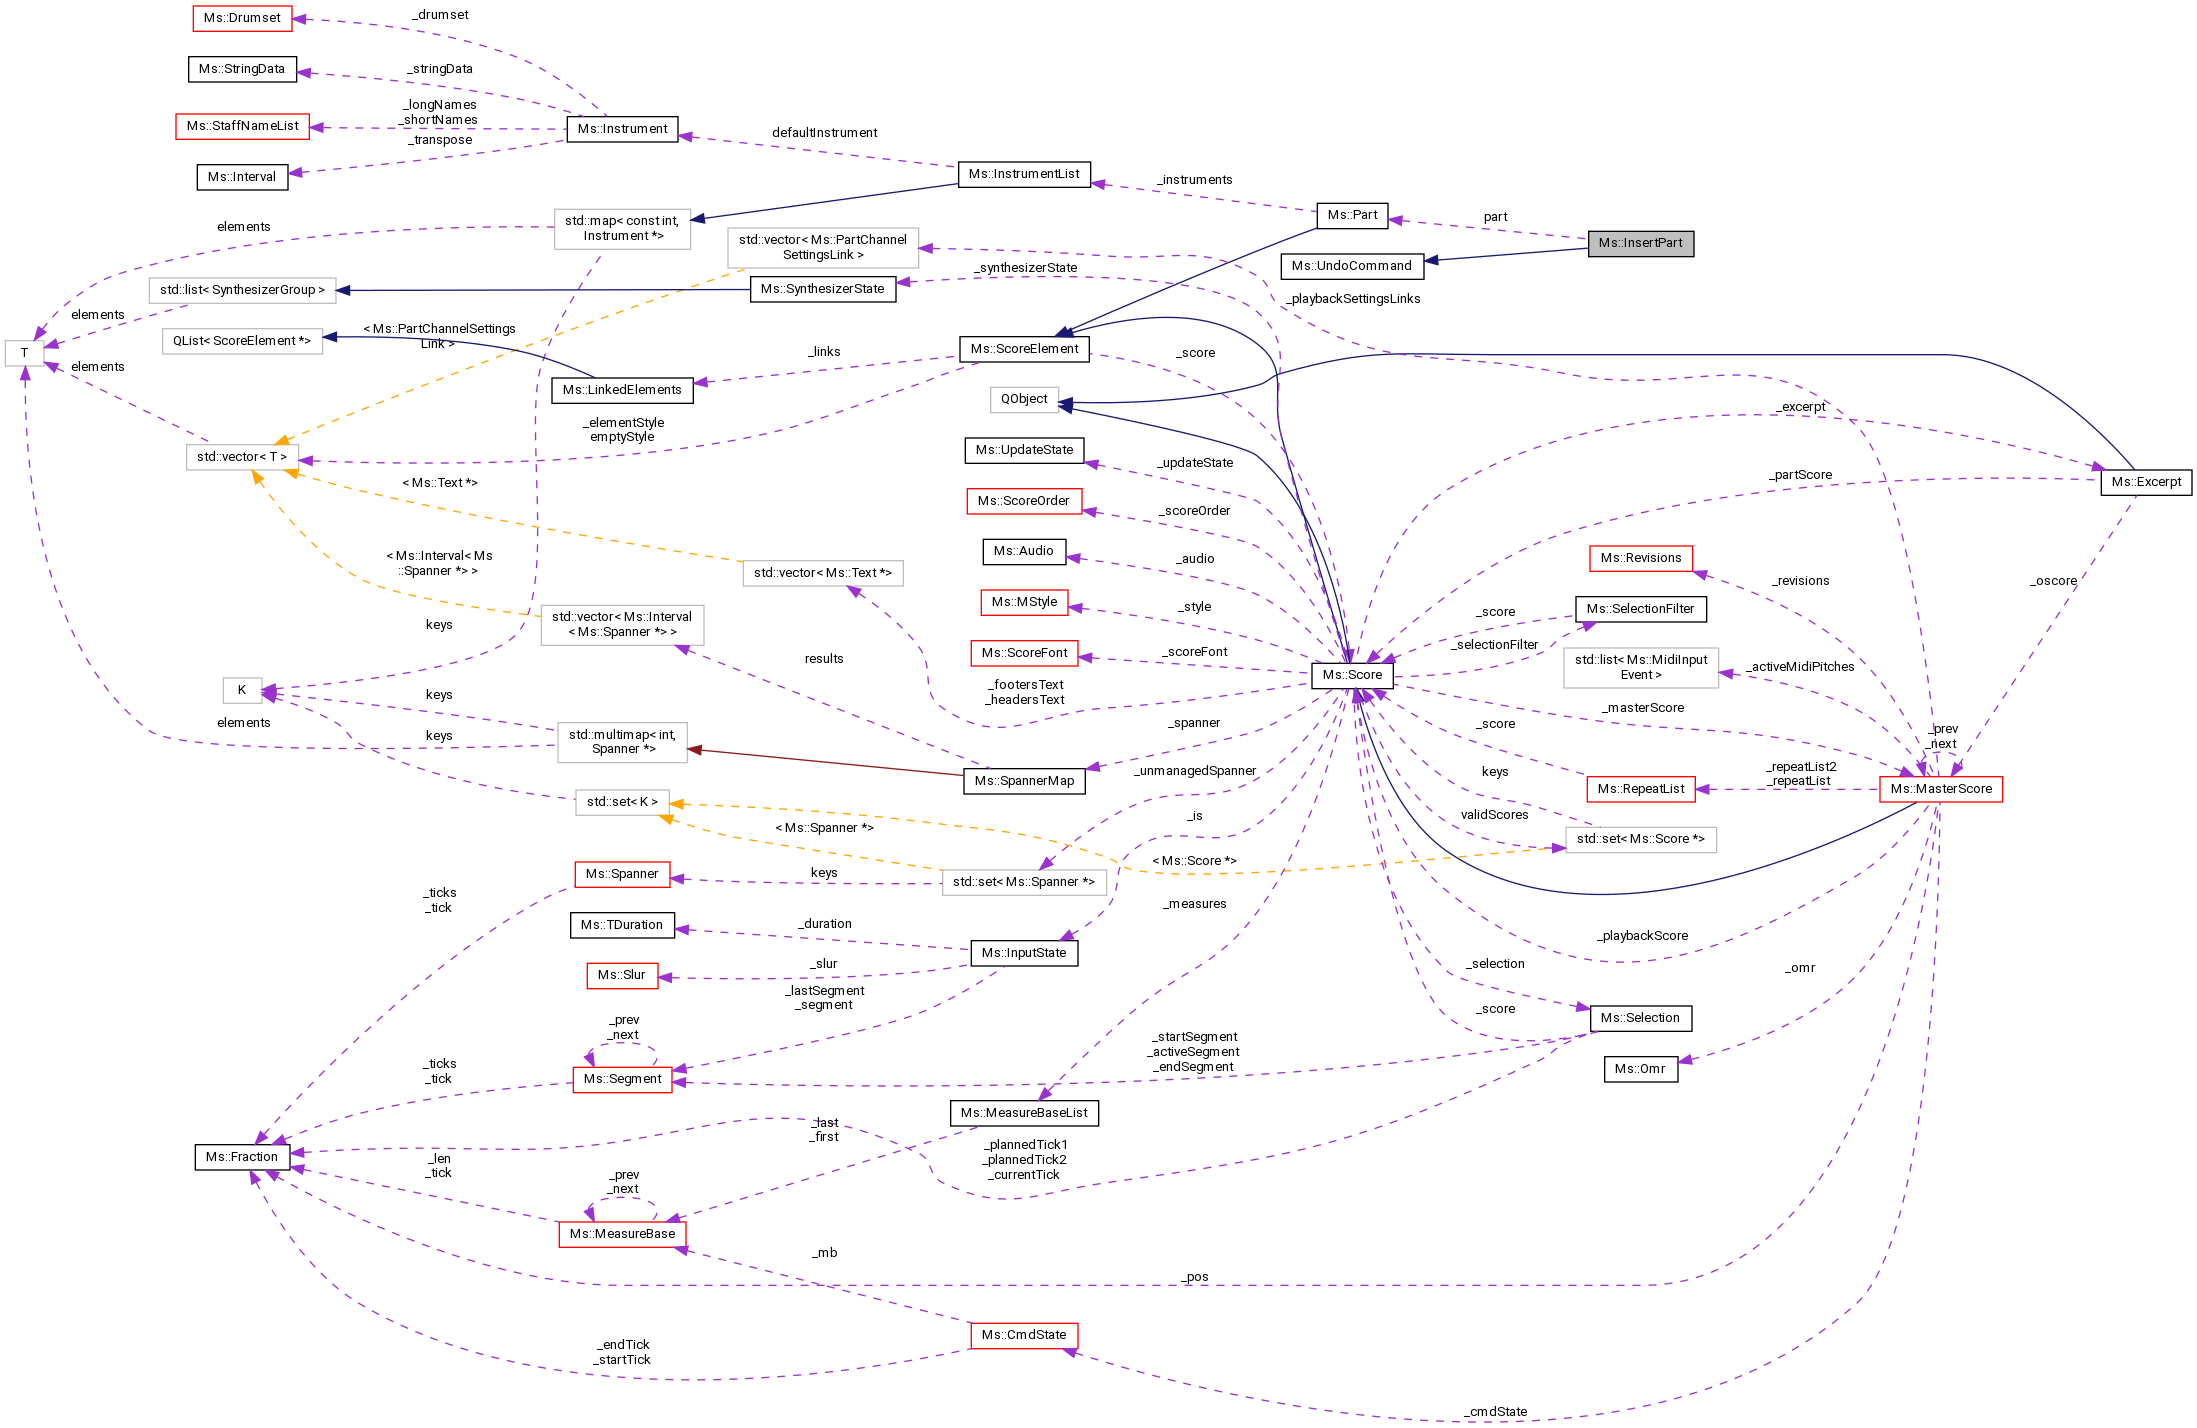 Ms::Drumset
_drumset
Ms::StringData
_stringData
_longNames
_shortNames
Ms::StaffNameList
Ms::Instrument
defaultInstrument
_transpose
Ms::Interval
Ms::InstrumentList
_instruments
Ms::Part
part
Ms::InsertPart
elements
std::map< const int,
Instrument *>
std::vector< Ms::PartChannel
SettingsLink >
_synthesizerState
Ms::UndoCommand
std::list< SynthesizerGroup >
Ms::SynthesizerState
_playbackSettingsLinks
elements
QList< ScoreElement *>
< Ms::PartChannelSettings
Link >
T
elements
_links
Ms::ScoreElement
_score
Ms::LinkedElements
QObject
_excerpt
_elementStyle
emptyStyle
std::vector< T >
Ms::UpdateState
_updateState
_partScore
Ms::Excerpt
< Ms::Text *>
Ms::ScoreOrder
_scoreOrder
< Ms::Interval< Ms
::Spanner *> >
std::vector< Ms::Text *>
Ms::Audio
_audio
Ms::Revisions
_revisions
_oscore
Ms::MStyle
_style
_score
Ms::SelectionFilter
keys
std::vector< Ms::Interval
< Ms::Spanner *> >
results
Ms::ScoreFont
_scoreFont
_selectionFilter
std::list< Ms::MidiInput
Event >
_activeMidiPitches
Ms::Score
K
keys
_footersText
_headersText
_masterScore
elements
keys
std::multimap< int,
Spanner *>
_spanner
_score
_prev
_next
Ms::SpannerMap
_unmanagedSpanner
keys
Ms::RepeatList
_repeatList2
_repeatList
Ms::MasterScore
std::set< K >
_is
validScores
std::set< Ms::Score *>
< Ms::Spanner *>
< Ms::Score *>
Ms::Spanner
keys
std::set< Ms::Spanner *>
_ticks
_tick
_measures
Ms::TDuration
_duration
Ms::InputState
_playbackScore
Ms::Slur
_slur
_selection
_omr
_lastSegment
_segment
_prev
_next
_score
Ms::Selection
_ticks
_tick
Ms::Segment
_startSegment
_activeSegment
_endSegment
Ms::Omr
Ms::MeasureBaseList
_last
_first
Ms::Fraction
_len
_tick
_plannedTick1
_plannedTick2
_currentTick
_prev
_next
Ms::MeasureBase
_mb
_pos
Ms::CmdState
_endTick
_startTick
_cmdState